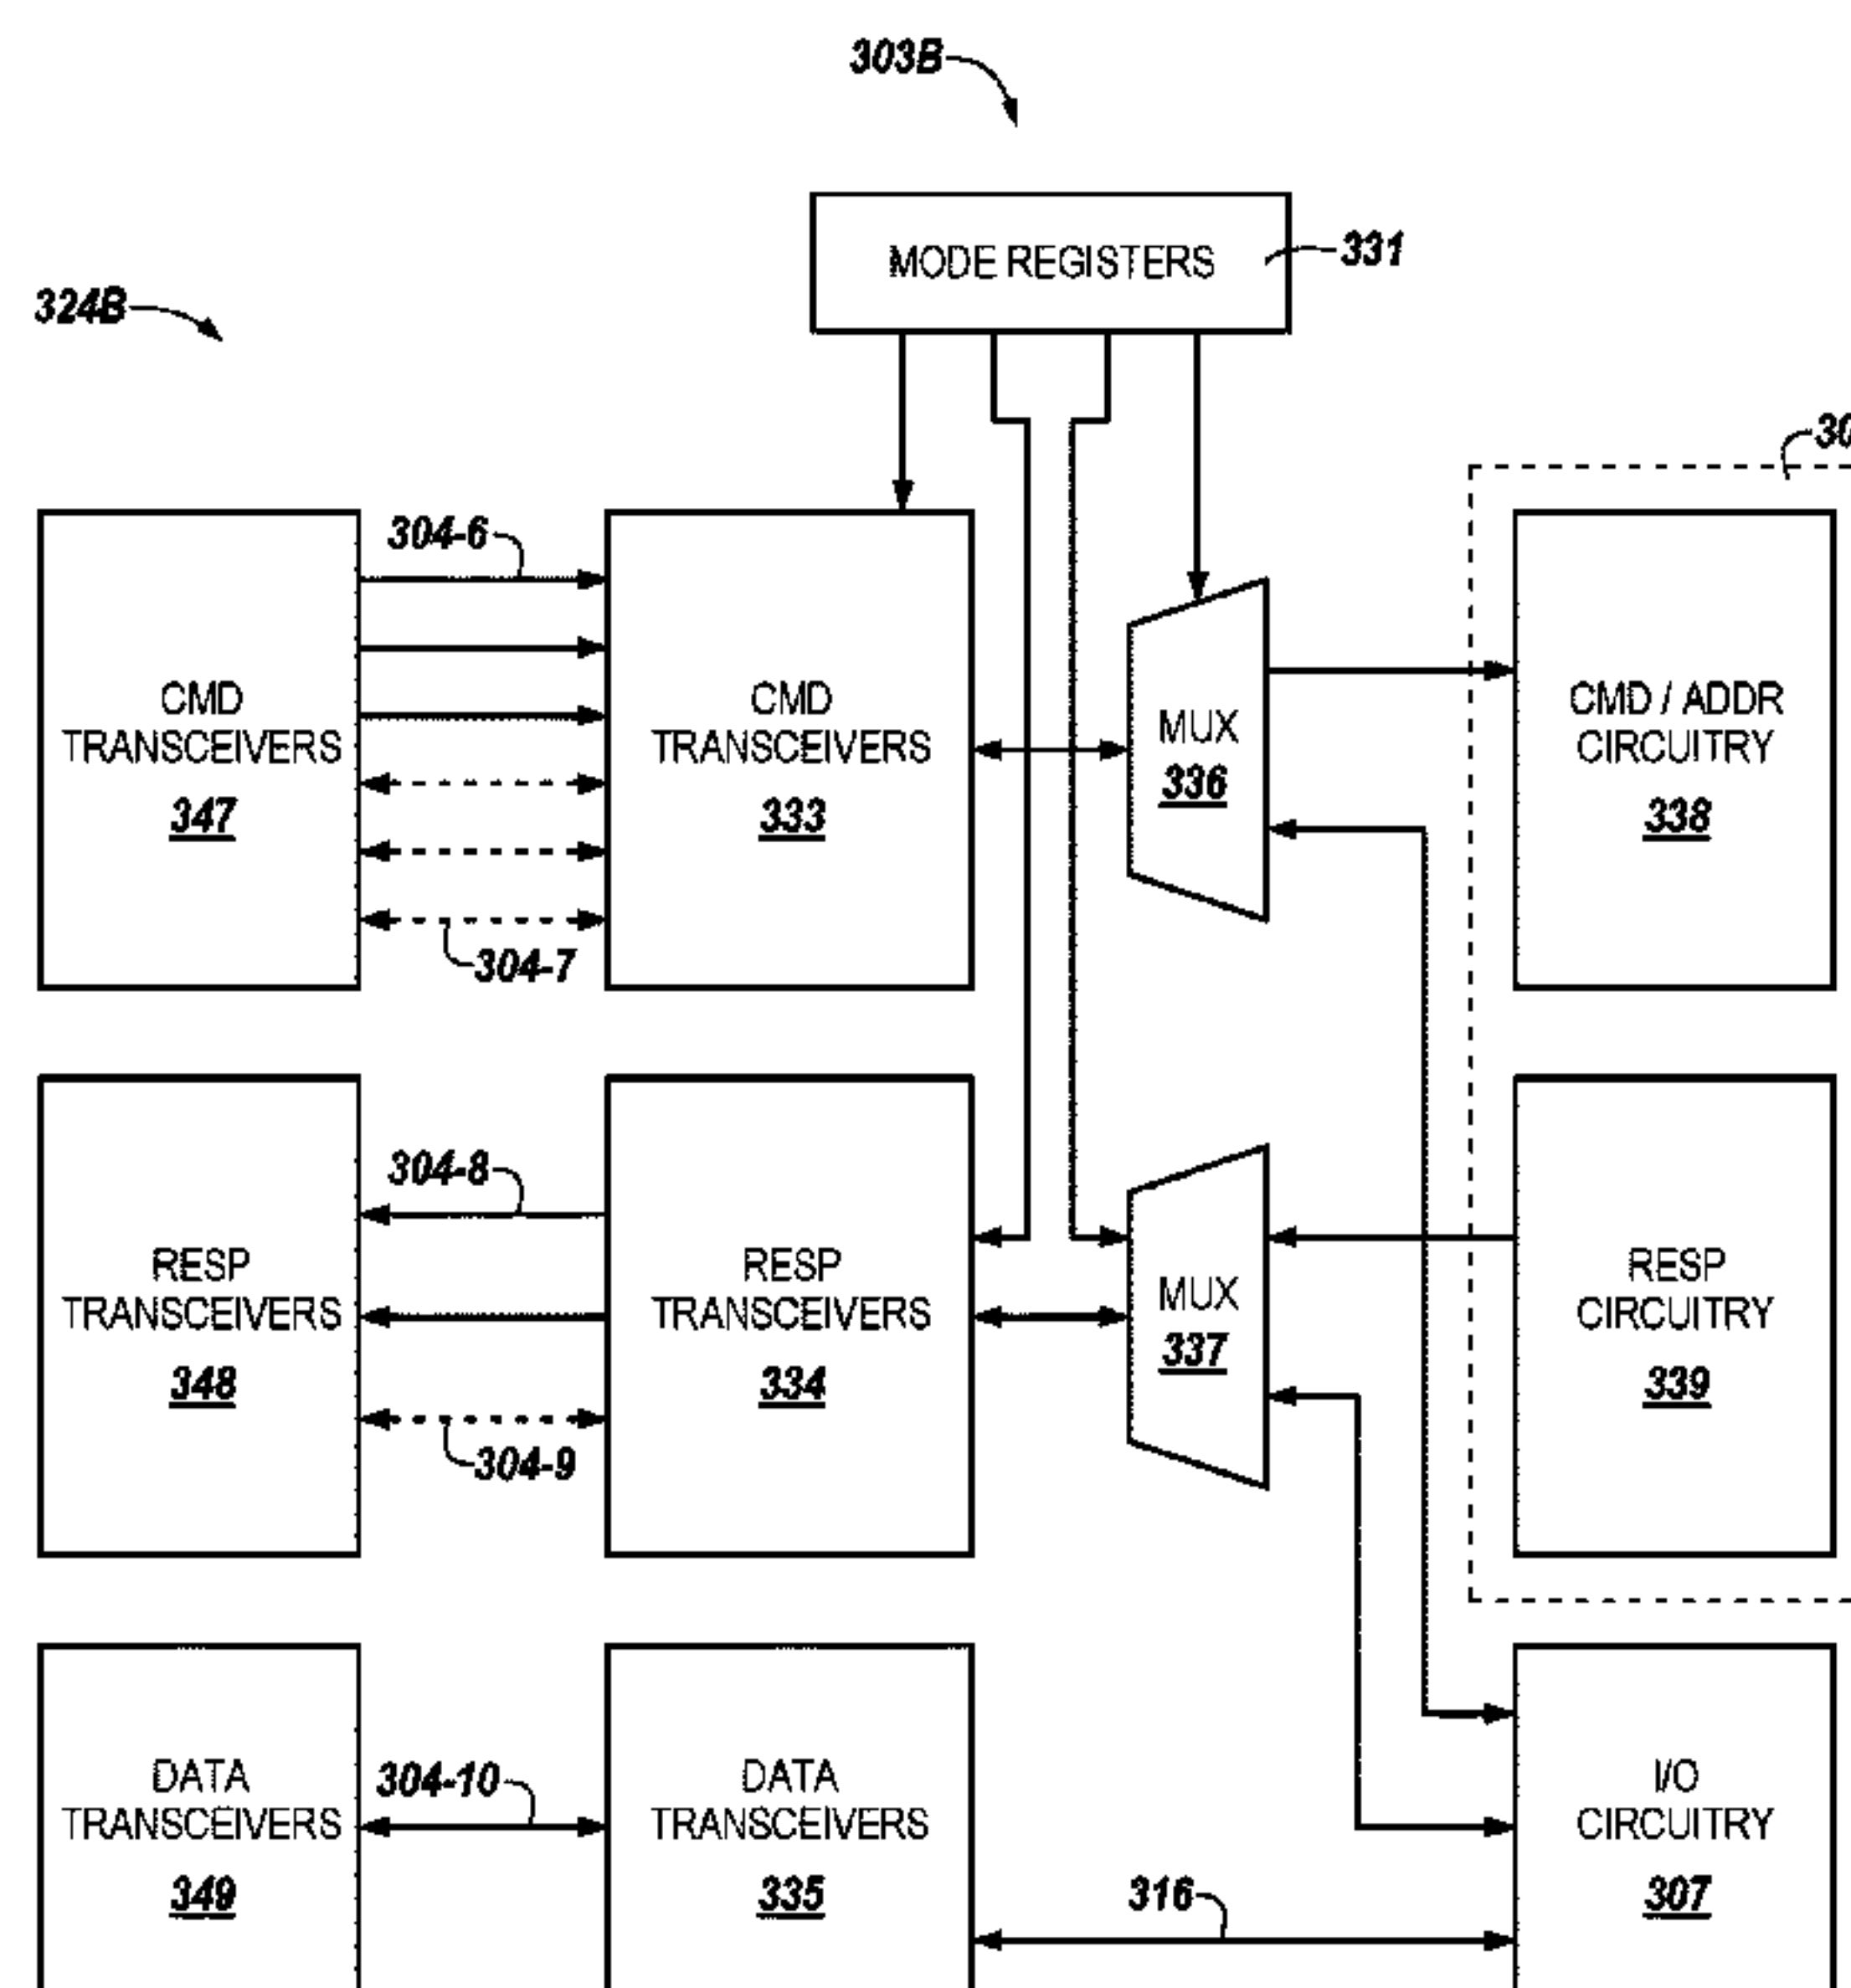 303B
MODE REGISTERS
331
324B
30
304-6
CMD
TRANSCEIVERS
347
CMD
TRANSCEIVERS
333
MUX
336
CMD / ADDR
CIRCUITRY
338
304-7
304-8
RESP
TRANSCEIVERS
348
RESP
TRANSCEIVERS
334
MUX
337
RESP
CIRCUITRY
339
304-9
DATA
TRANSCEIVERS
349
304-10
DATA
TRANSCEIVERS
335
316
I/O
CIRCUITRY
307